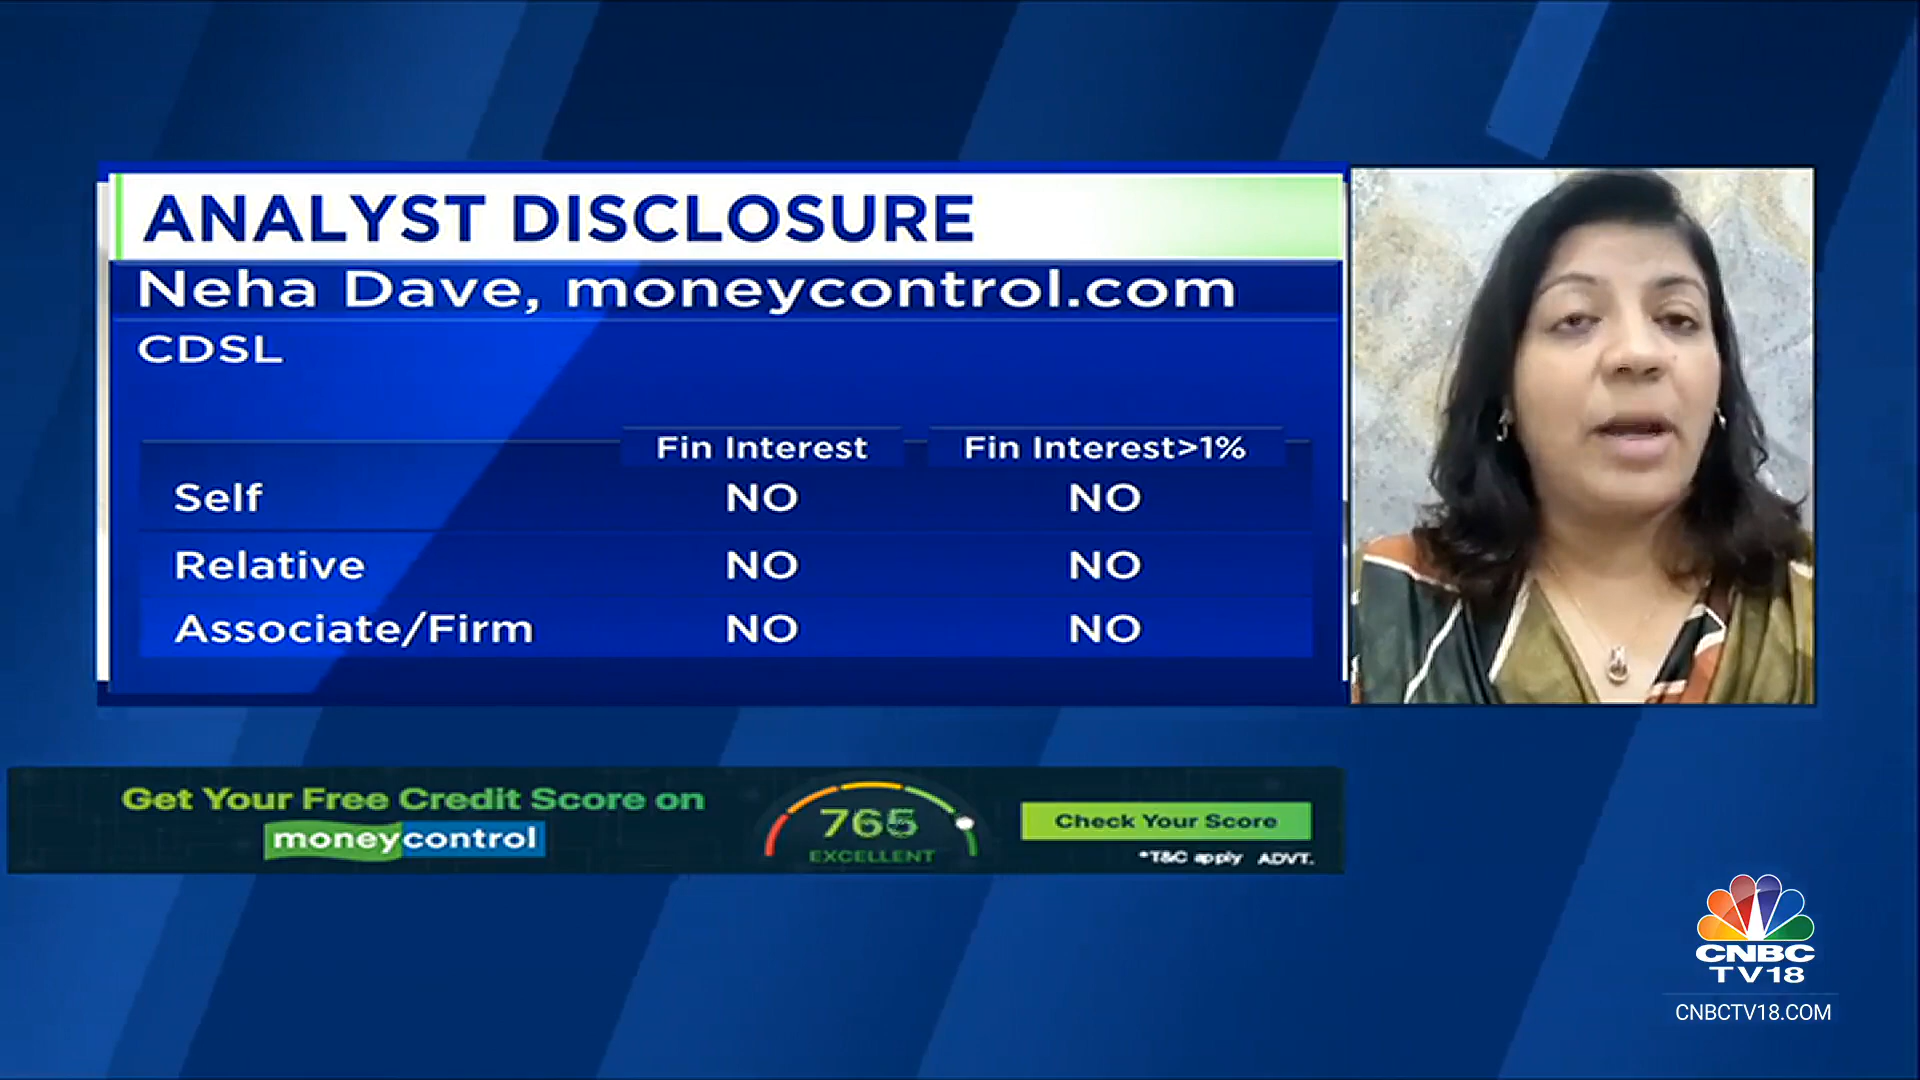 ANALYST DISCLOSURE
Neha Dave, moneycontrol.com
CDSL
Fin Interest Fin Interest>1%
Self NO NO
Relative NO NO
Associate/Firm NO NO
Get Your Free Credit Score on
moneycontrol
765
EXCELLENT
Check Your Score
*T&C apply ADVT.
CNBC
TV18
CNBCTV18.COM